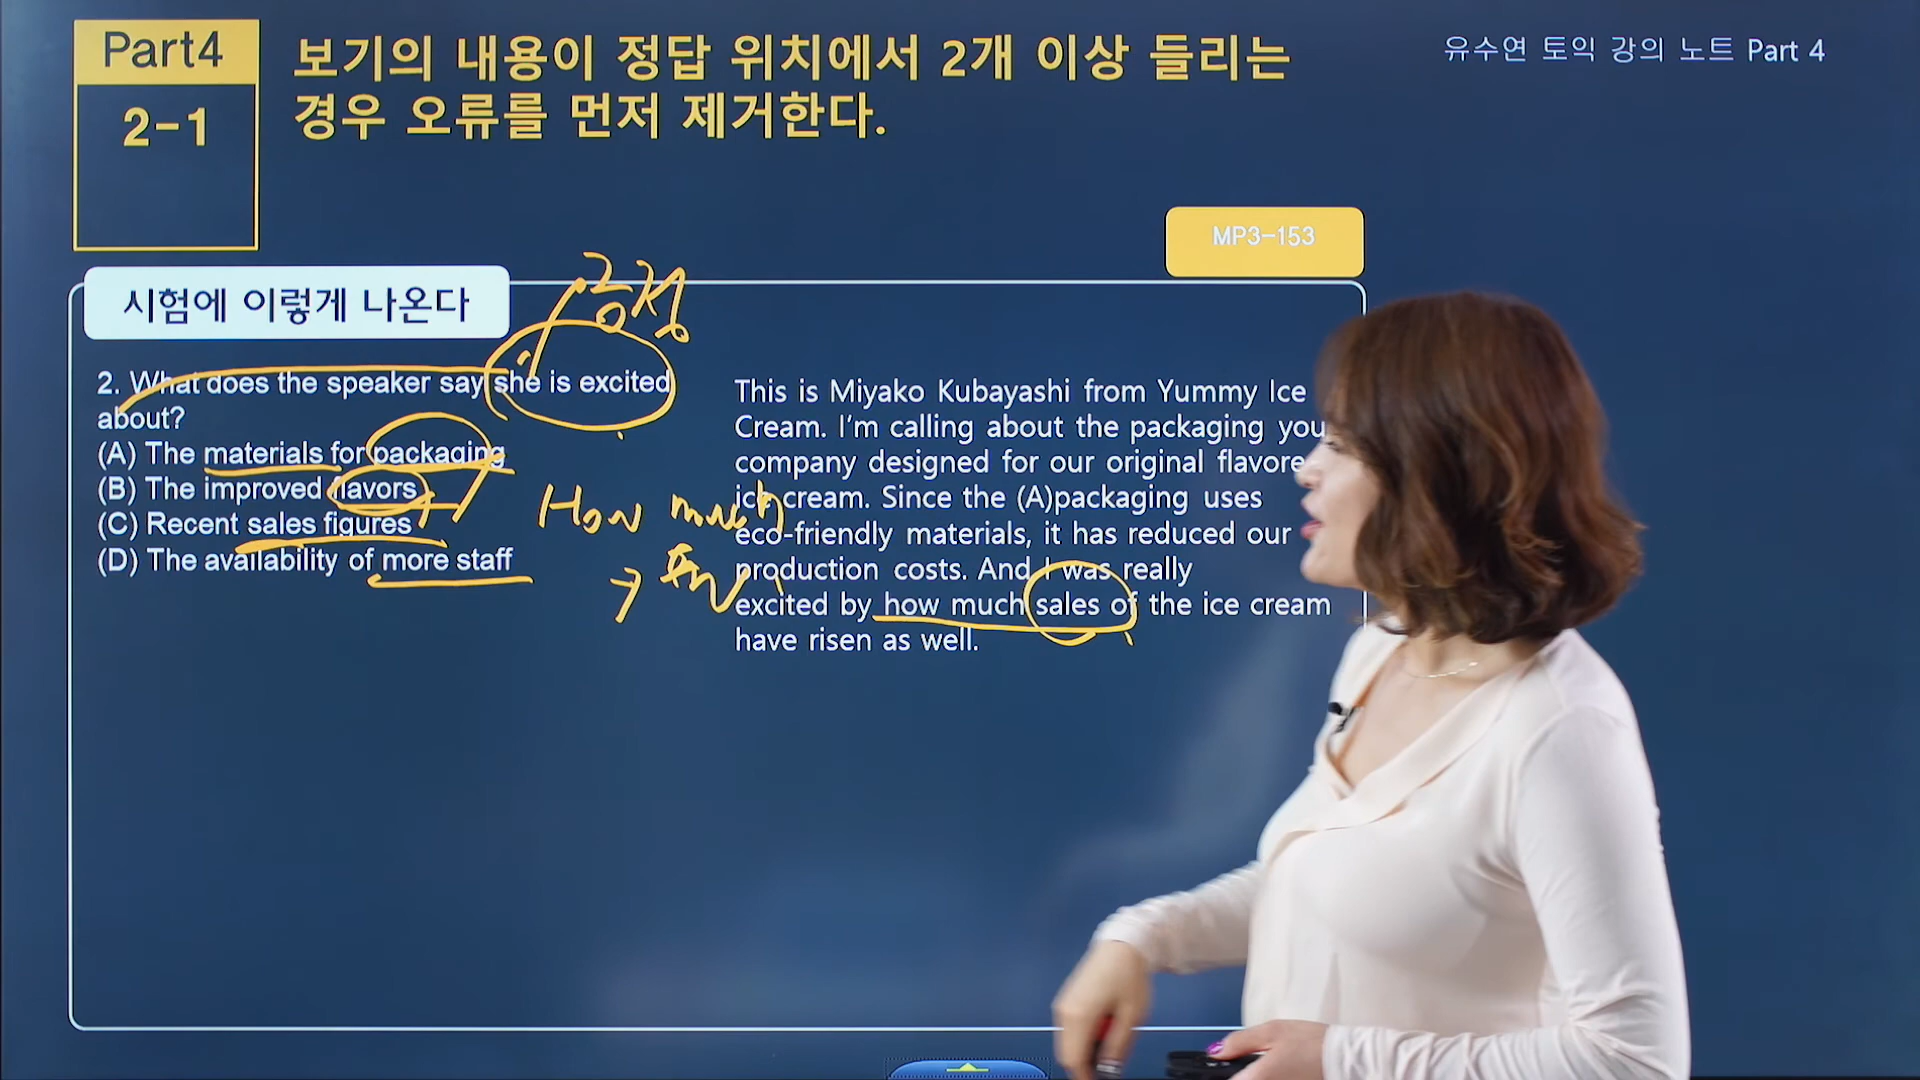 Part4
2-1
보기의 내용이 정답 위치에서 2개 이상 들리는
경우 오류를 먼저 제거한다.
유수연 토익 강의 노트 Part 4
MP3-153
시험에 이렇게 나온다
감정
2. What does the speaker say she is excited
about?
(A) The materials for packaging
(B) The improved flavors
(C) Recent sales figures
(D) The availability of more staff
How much
This is Miyako Kubayashi from Yummy Ice
Cream. I'm calling about the packaging you
company designed for our original flavore
ice cream. Since the (A)packaging uses
eco-friendly materials, it has reduced our
production costs. And I was really
excited by how much sales of the ice cream
have risen as well.